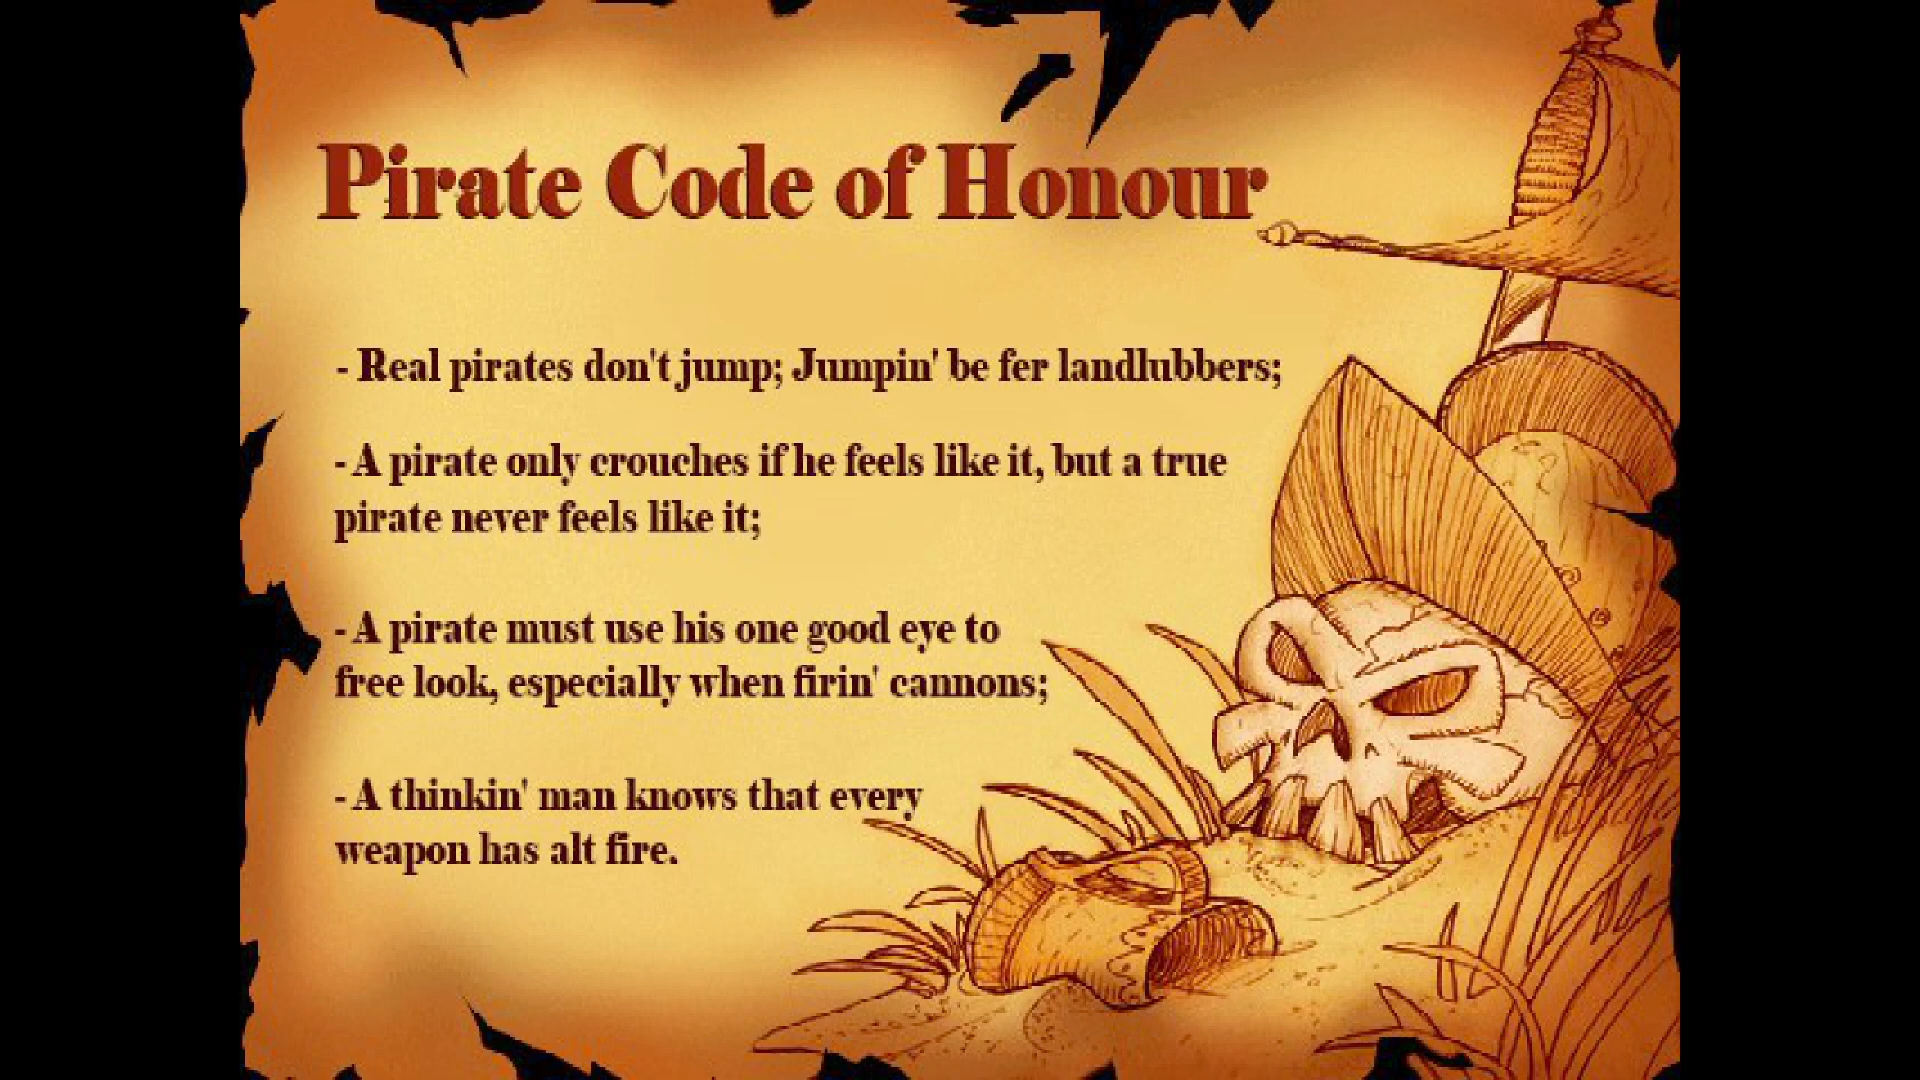 Pirate Code of Honour
- Real pirates don't jump; Jumpin' be fer landlubbers;
- A pirate only crouches if he feels like it, but a true
pirate never feels like it;
- A pirate must use his one good eye to
free look, especially when firin' cannons;
- A thinkin' man knows that every
weapon has alt fire.